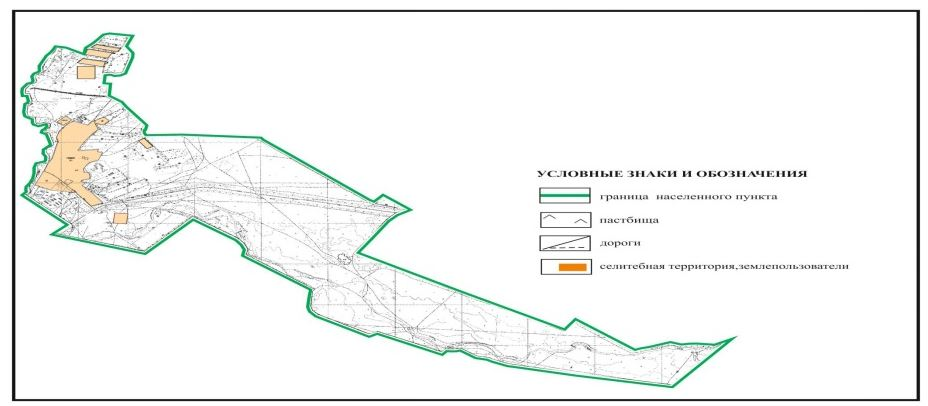 УСЛОВНЫЕ ЗНАКИ И ОБОЗНАЧЕНИЯ
граница населенного пункта
пастбища
дороги
селитебная территория,землепользователи